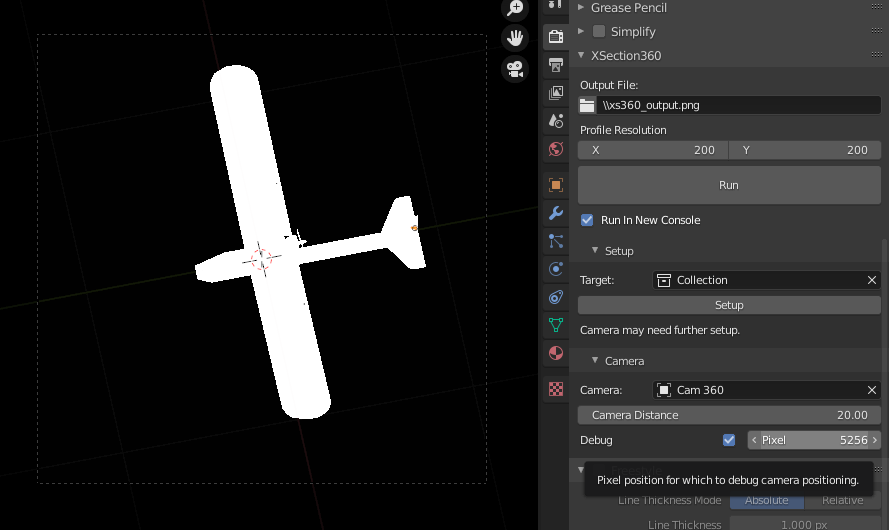 Grease Pencil
Simplify
XSection360
Output File:
\\xs360_output.png
Profile Resolution
X 200 Y 200
Run
Run In New Console
Setup
Target: Collection
Setup
Camera may need further setup.
Camera
Camera: Cam 360
Camera Distance 20.00
Debug Pixel 5256
Pixel position for which to debug camera positioning.
Line Thickness Mode Absolute Relative
Line Thickness 1.000 px